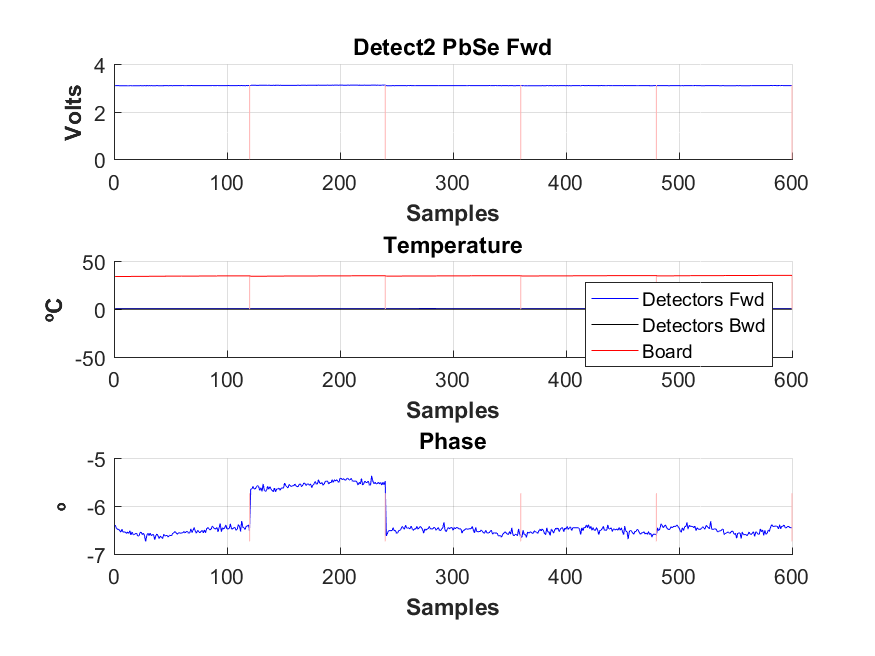 Detect2 PbSe Fwd
4
2
0
Volts
0 100 200 300 400 500 600
Samples
Temperature
50
0
-50
ºC
Detectors Fwd
Detectors Bwd
Board
0 100 200 300 400 500 600
Samples
Phase
-5
-6
-7
º
0 100 200 300 400 500 600
Samples